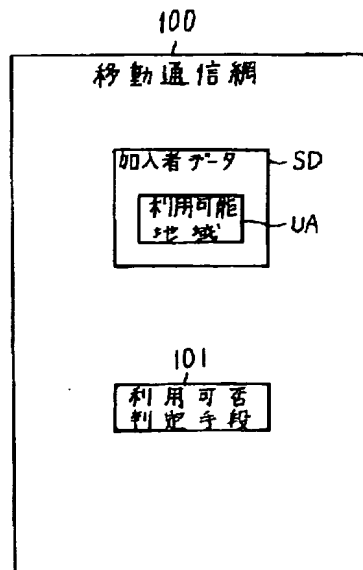 100
移動通信網
加入者データ
SD
利用可能
地域
UA
101
利用可否
判定手段